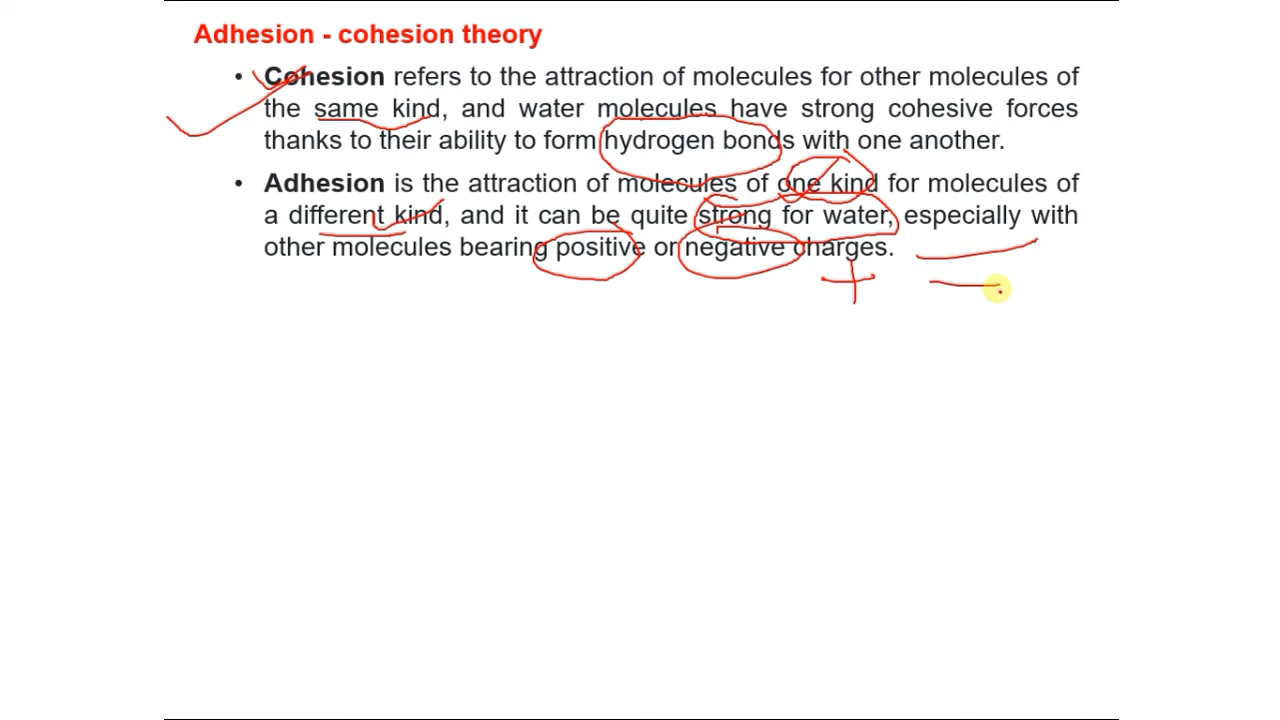 Adhesion - cohesion theory
• Cohesion refers to the attraction of molecules for other molecules of
the same kind, and water molecules have strong cohesive forces
thanks to their ability to form hydrogen bonds with one another.
• Adhesion is the attraction of molecules of one kind for molecules of
a different kind, and it can be quite strong for water, especially with
other molecules bearing positive or negative charges.
+ −